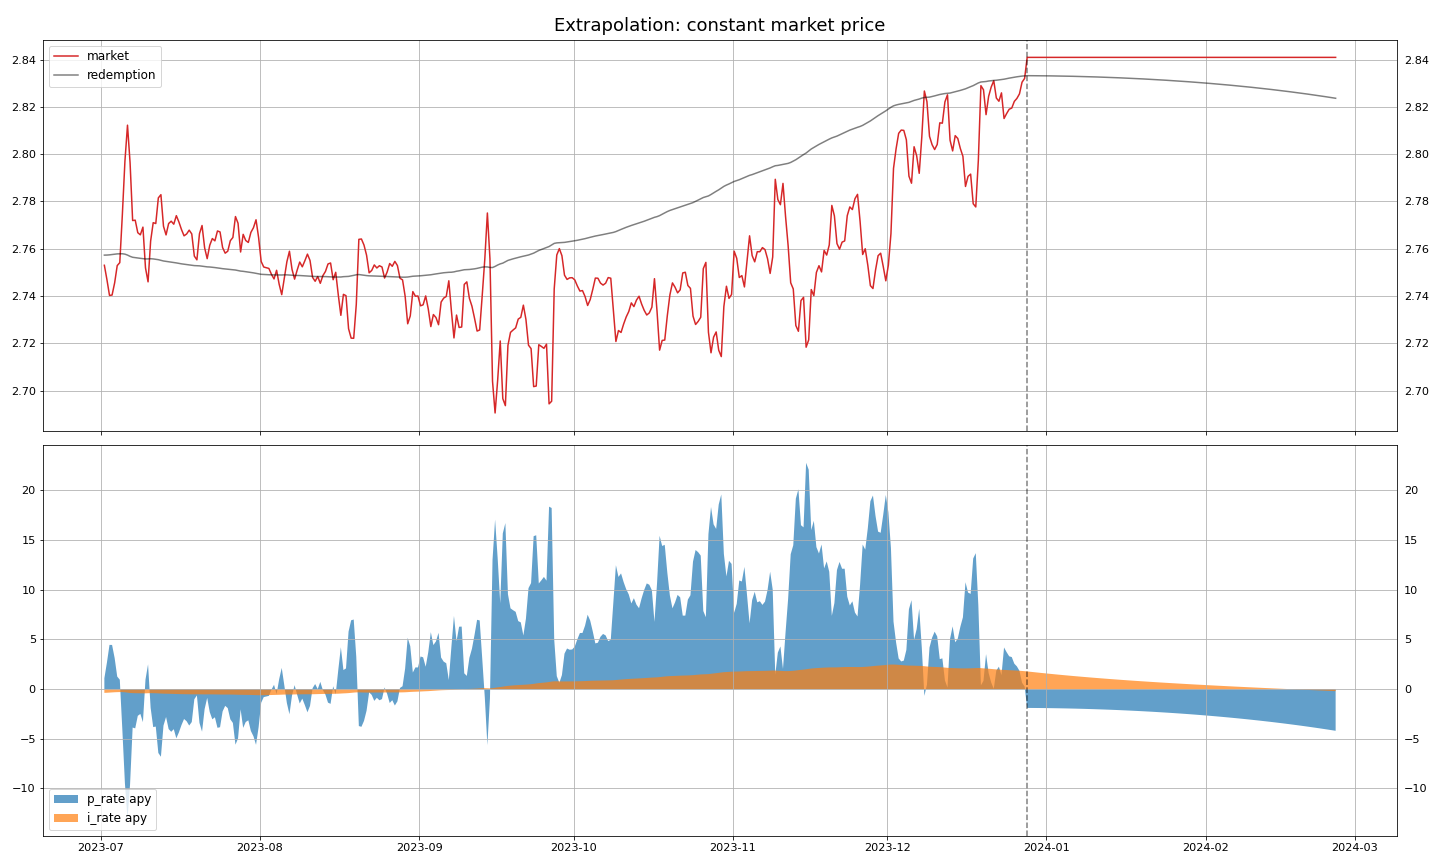 Extrapolation: constant market price
market
redemption
2.84 2.84
2.82 2.82
2.80 2.80
2.78 2.78
2.76 2.76
2.74 2.74
2.72 2.72
2.70 2.70
20 20
15 15
10 10
5 5
0 0
−5 −5
−10 −10
p_rate apy
i_rate apy
2023-07 2023-08 2023-09 2023-10 2023-11 2023-12 2024-01 2024-02 2024-03